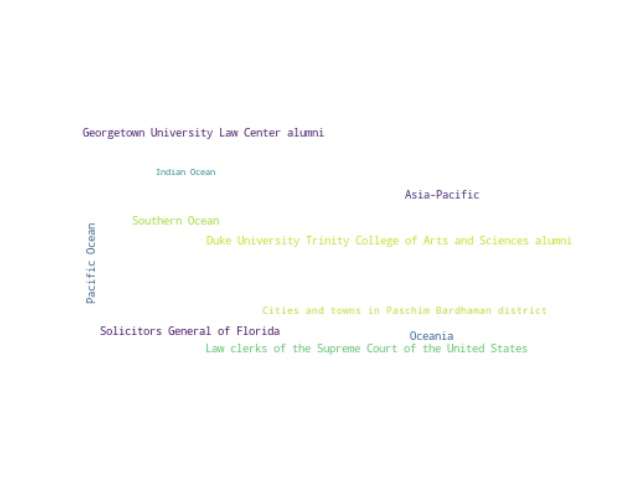 Georgetown University Law Center alumni
Indian Ocean
Asia-Pacific
Southern Ocean
Duke University Trinity College of Arts and Sciences alumni
Pacific Ocean
Cities and towns in Paschim Bardhaman district
Solicitors General of Florida
Oceania
Law clerks of the Supreme Court of the United States